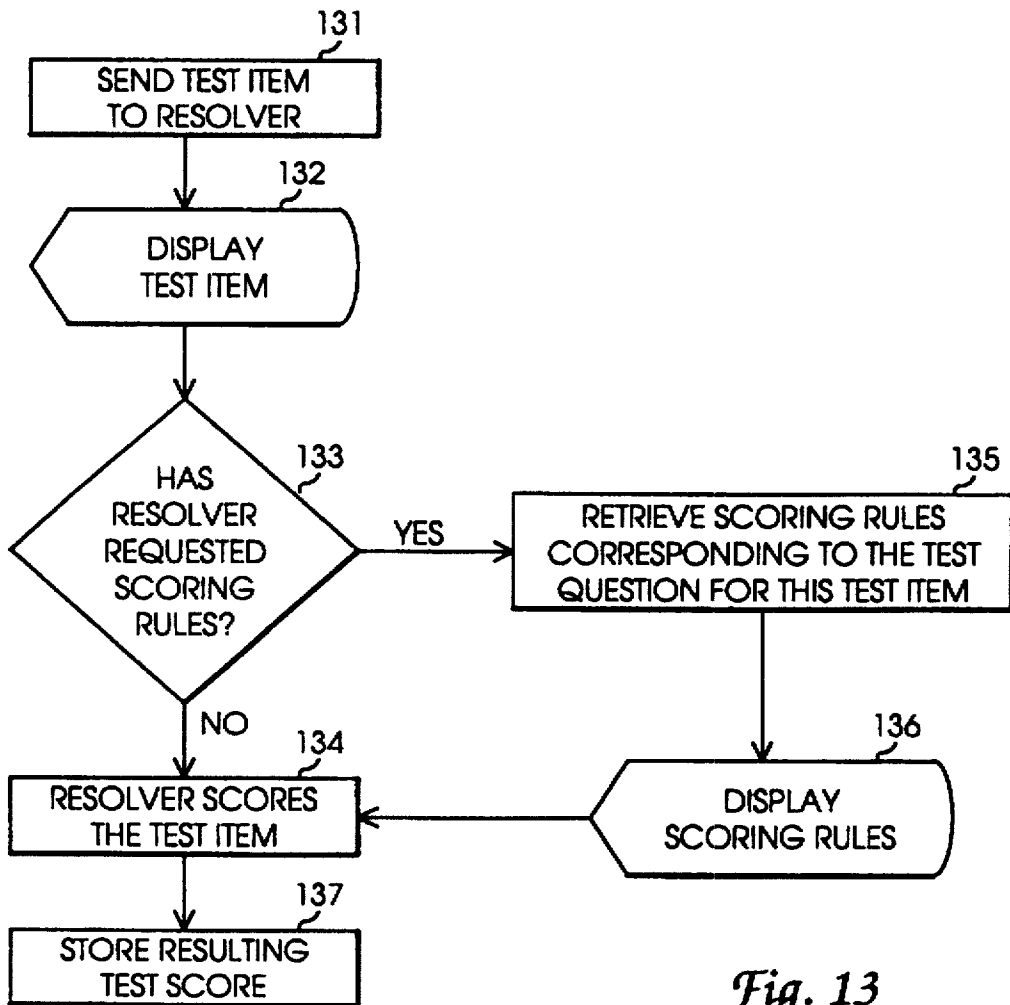 131
SEND TEST ITEM
TO RESOLVER
132
DISPLAY
TEST ITEM
133
HAS
RESOLVER
REQUESTED
SCORING
RULES?
YES
NO
135
RETRIEVE SCORING RULES
CORRESPONDING TO THE TEST
QUESTION FOR THIS TEST ITEM
136
DISPLAY
SCORING RULES
134
RESOLVER SCORES
THE TEST ITEM
137
STORE RESULTING
TEST SCORE
Fig. 13